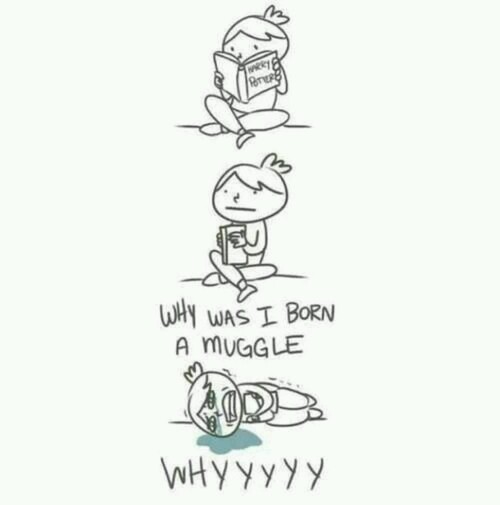 HARRY
POTTER
WHY WAS I BORN
A MUGGLE
WHYYYYY